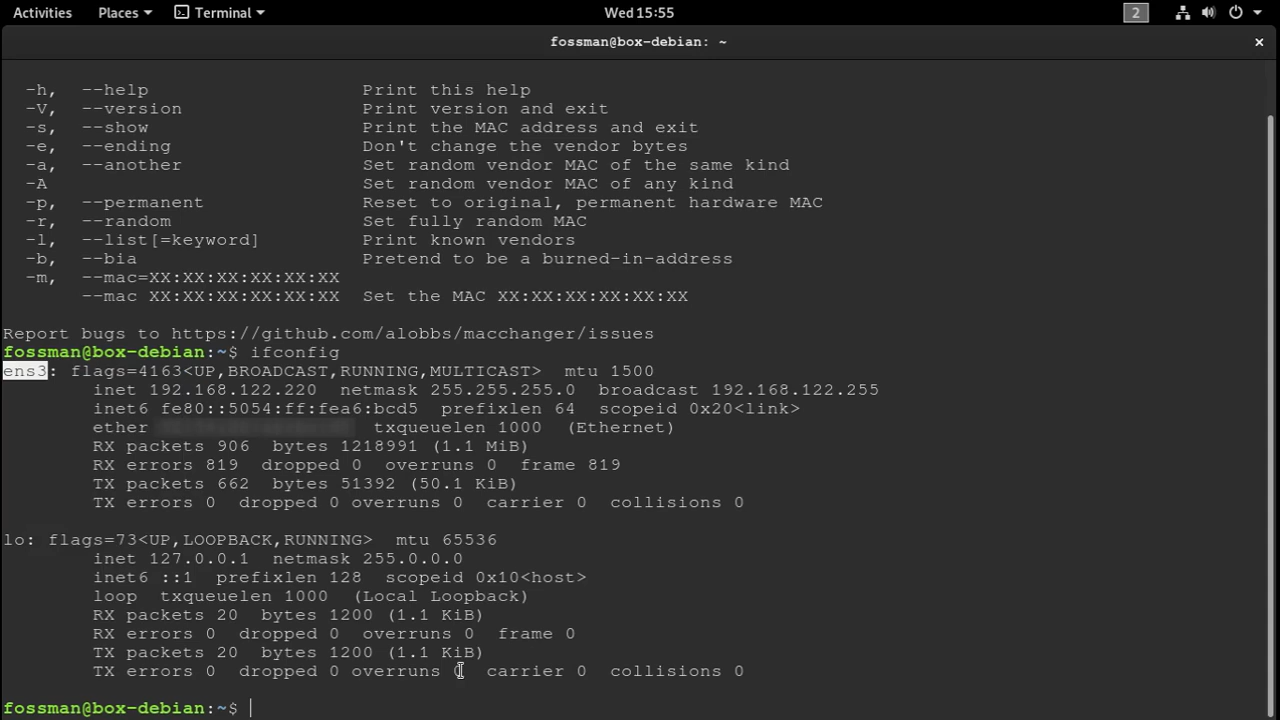 Activities Places Terminal Wed 15:55 2
fossman@box-debian: ~ ×
-h, --help Print this help
-V, --version Print version and exit
-s, --show Print the MAC address and exit
-e, --ending Don't change the vendor bytes
-a, --another Set random vendor MAC of the same kind
-A Set random vendor MAC of any kind
-p, --permanent Reset to original, permanent hardware MAC
-r, --random Set fully random MAC
-l, --list[=keyword] Print known vendors
-b, --bia Pretend to be a burned-in-address
-m, --mac=XX:XX:XX:XX:XX:XX
--mac XX:XX:XX:XX:XX:XX Set the MAC XX:XX:XX:XX:XX:XX
Report bugs to https://github.com/alobbs/macchanger/issues
fossman@box-debian:~$ ifconfig
ens3: flags=4163<UP,BROADCAST,RUNNING,MULTICAST> mtu 1500
inet 192.168.122.220 netmask 255.255.255.0 broadcast 192.168.122.255
inet6 fe80::5054:ff:fea6:bcd5 prefixlen 64 scopeid 0x20<link>
ether txqueuelen 1000 (Ethernet)
RX packets 906 bytes 1218991 (1.1 MiB)
RX errors 819 dropped 0 overruns 0 frame 819
TX packets 662 bytes 51392 (50.1 KiB)
TX errors 0 dropped 0 overruns 0 carrier 0 collisions 0
lo: flags=73<UP,LOOPBACK,RUNNING> mtu 65536
inet 127.0.0.1 netmask 255.0.0.0
inet6 ::1 prefixlen 128 scopeid 0x10<host>
loop txqueuelen 1000 (Local Loopback)
RX packets 20 bytes 1200 (1.1 KiB)
RX errors 0 dropped 0 overruns 0 frame 0
TX packets 20 bytes 1200 (1.1 KiB)
TX errors 0 dropped 0 overruns 0 carrier 0 collisions 0
fossman@box-debian:~$